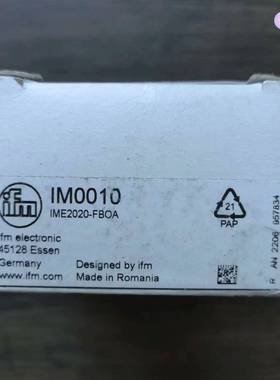 ifm
IM0010
IME2020-FBOA
ifm electronic
45128 Essen
Germany
www.ifm.com
Designed by ifm
Made in Romania
21
PAP
R AN 2206 957834